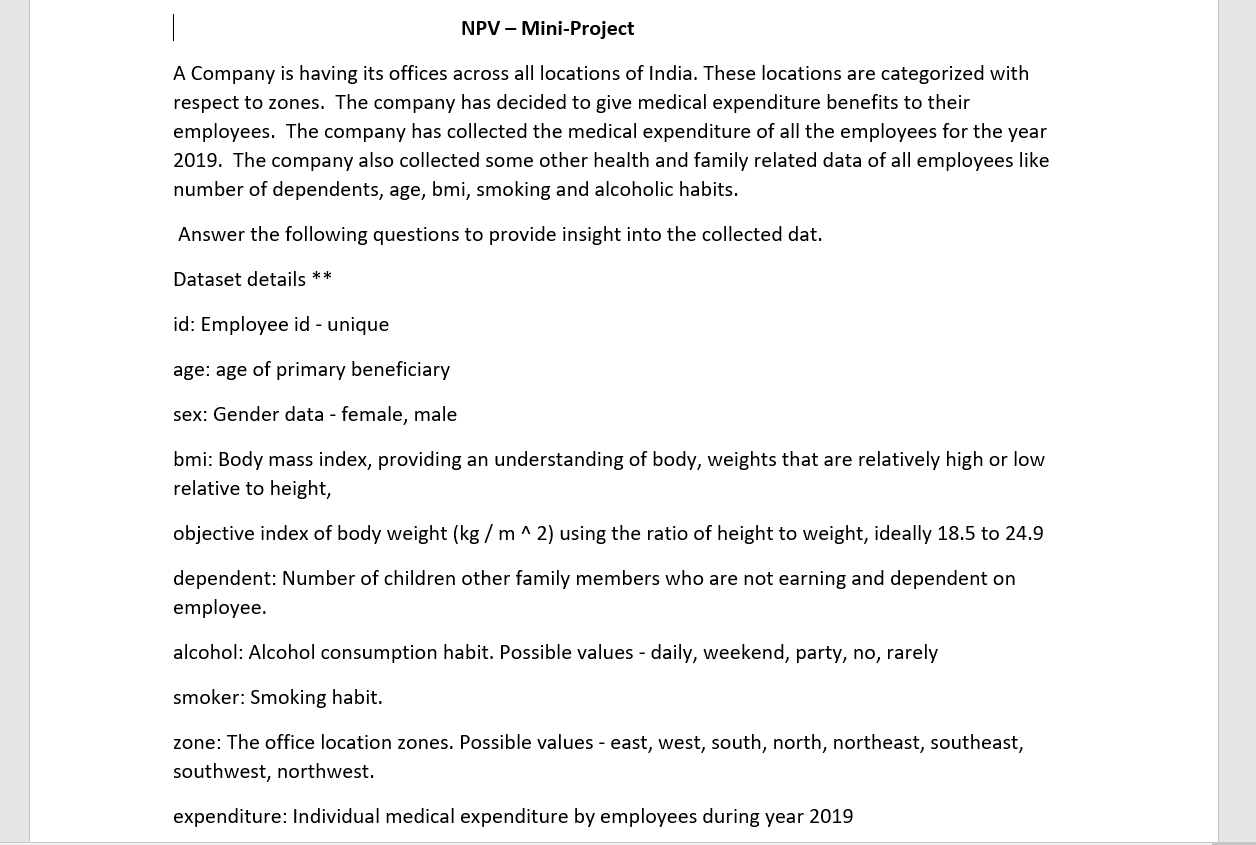 NPV – Mini-Project
A Company is having its offices across all locations of India. These locations are categorized with
respect to zones.  The company has decided to give medical expenditure benefits to their
employees.  The company has collected the medical expenditure of all the employees for the year
2019.  The company also collected some other health and family related data of all employees like
number of dependents, age, bmi, smoking and alcoholic habits.
Answer the following questions to provide insight into the collected dat.
Dataset details **
id: Employee id - unique
age: age of primary beneficiary
sex: Gender data - female, male
bmi: Body mass index, providing an understanding of body, weights that are relatively high or low
relative to height,
objective index of body weight (kg / m ^ 2) using the ratio of height to weight, ideally 18.5 to 24.9
dependent: Number of children other family members who are not earning and dependent on
employee.
alcohol: Alcohol consumption habit. Possible values - daily, weekend, party, no, rarely
smoker: Smoking habit.
zone: The office location zones. Possible values - east, west, south, north, northeast, southeast,
southwest, northwest.
expenditure: Individual medical expenditure by employees during year 2019